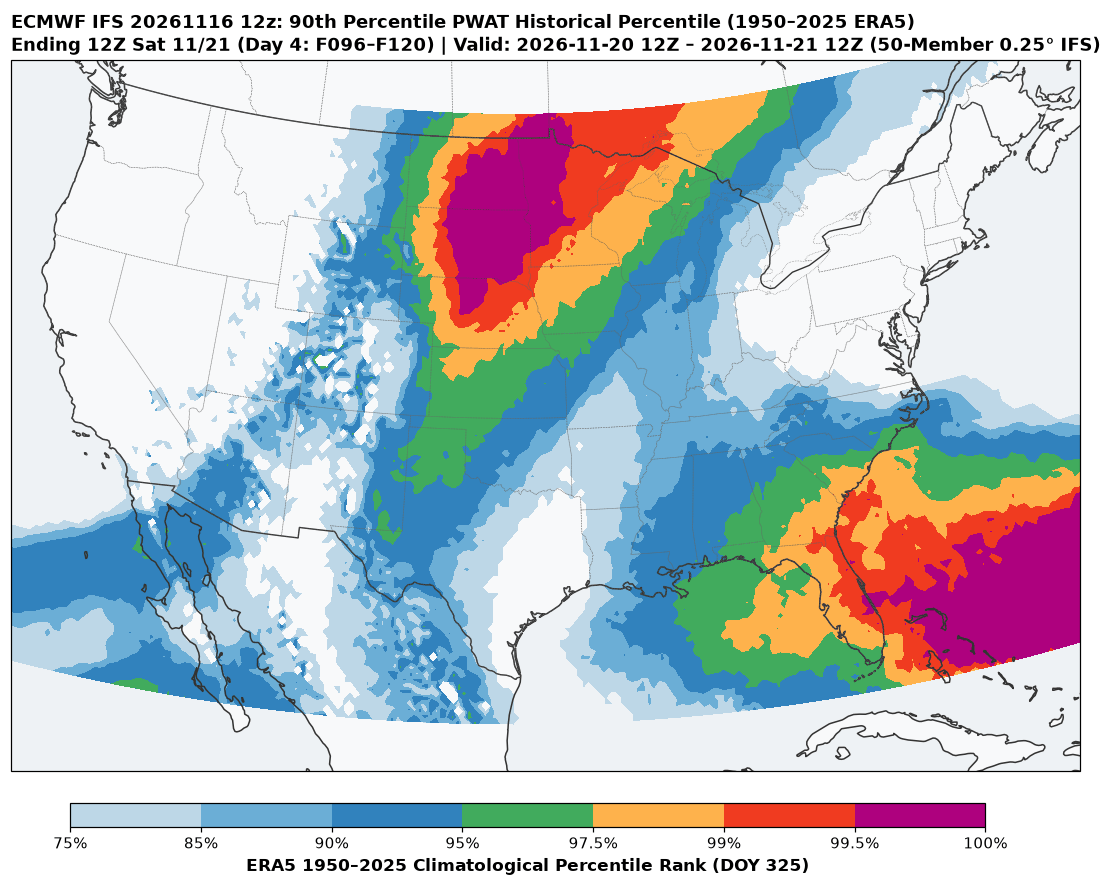 ECMWF IFS 20261116 12z: 90th Percentile PWAT Historical Percentile (1950–2025 ERA5)
Ending 12Z Sat 11/21 (Day 4: F096–F120) | Valid: 2026-11-20 12Z – 2026-11-21 12Z (50-Member 0.25° IFS)
75% 85% 90% 95% 97.5% 99% 99.5% 100%
ERA5 1950–2025 Climatological Percentile Rank (DOY 325)